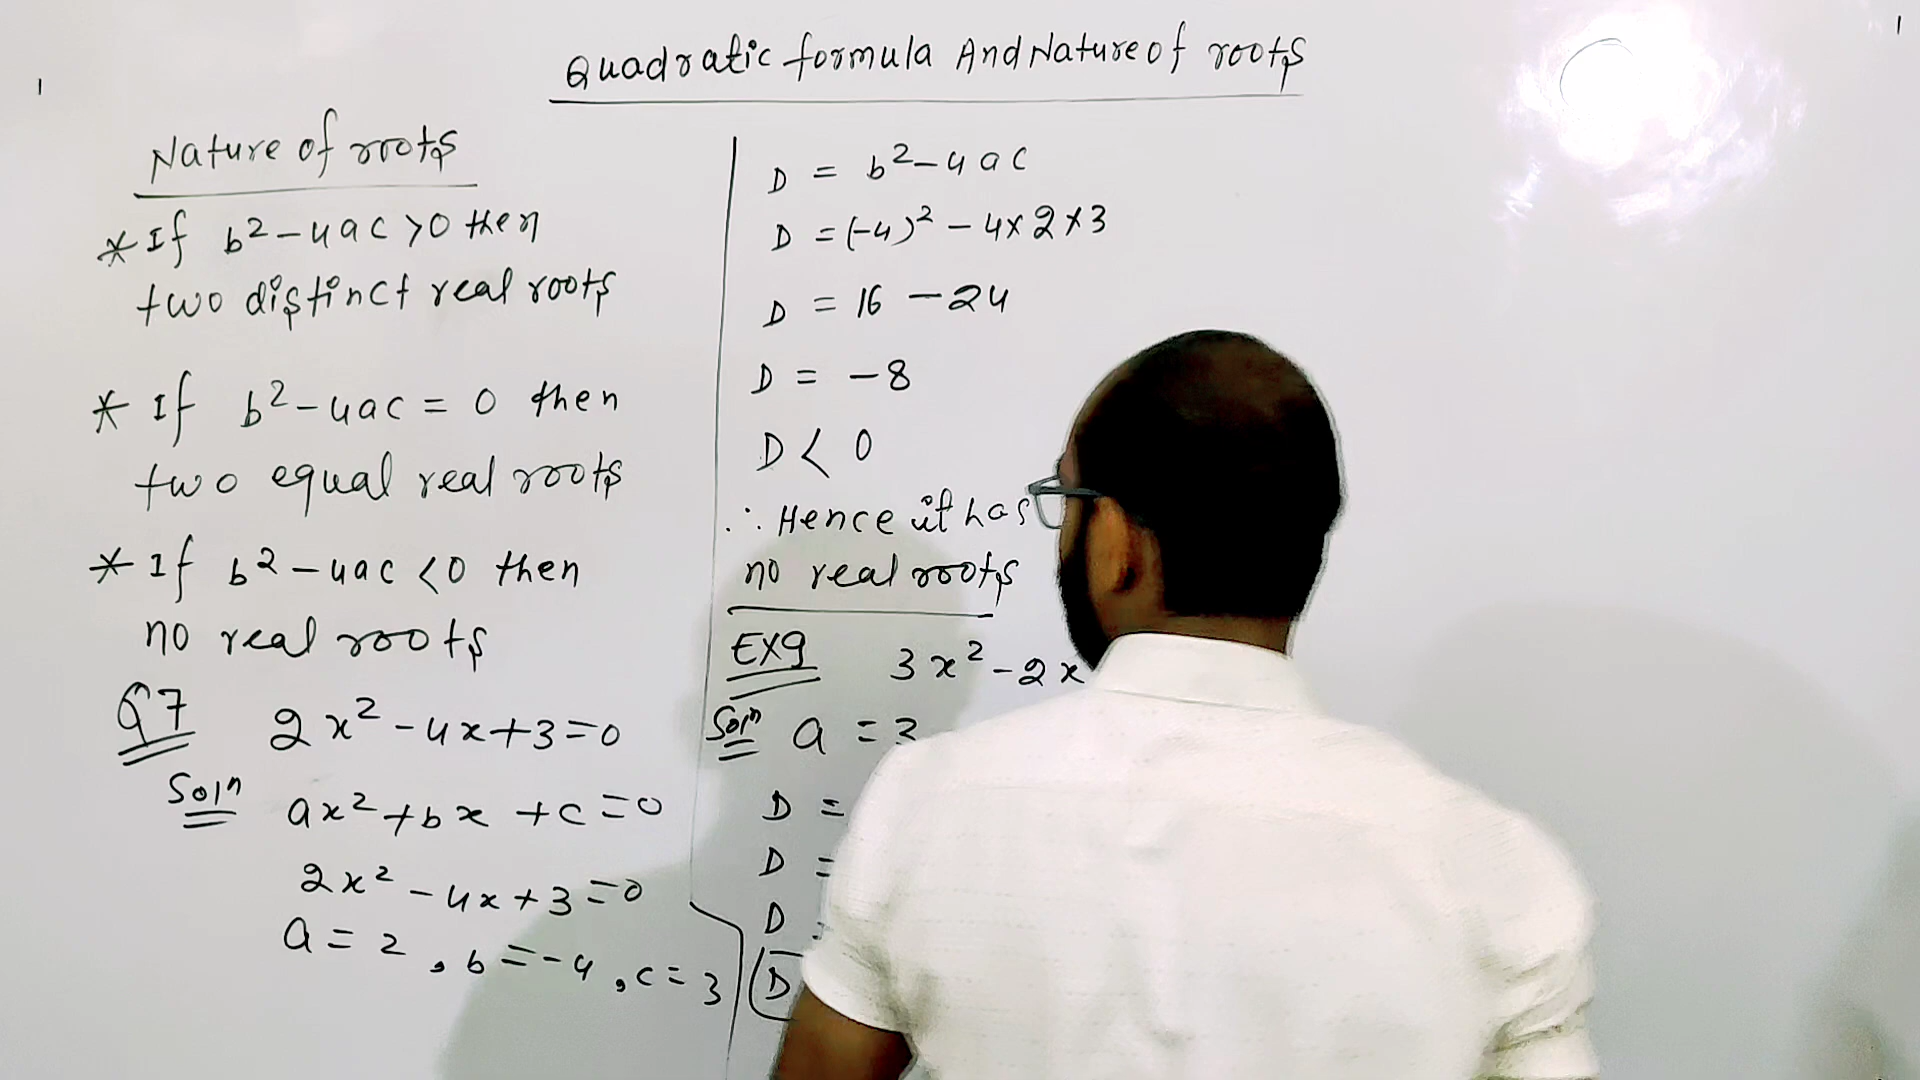 Quadratic formula And Nature of roots
Nature of roots
* If b²-4ac >0 then
two distinct real roots
* If b²-4ac = 0 then
two equal real roots
* If b²-4ac <0 then
no real roots
Q7 2x²-4x+3=0
Soln ax²+bx+c=0
2x²-4x+3=0
a=2, b=-4, c=3
D = b²-4ac
D =(-4)² - 4×2×3
D = 16 - 24
D = -8
D < 0
∴ Hence it has
no real roots
EX9 3x²-2x
Soln a =3
D =
D =
D =
D